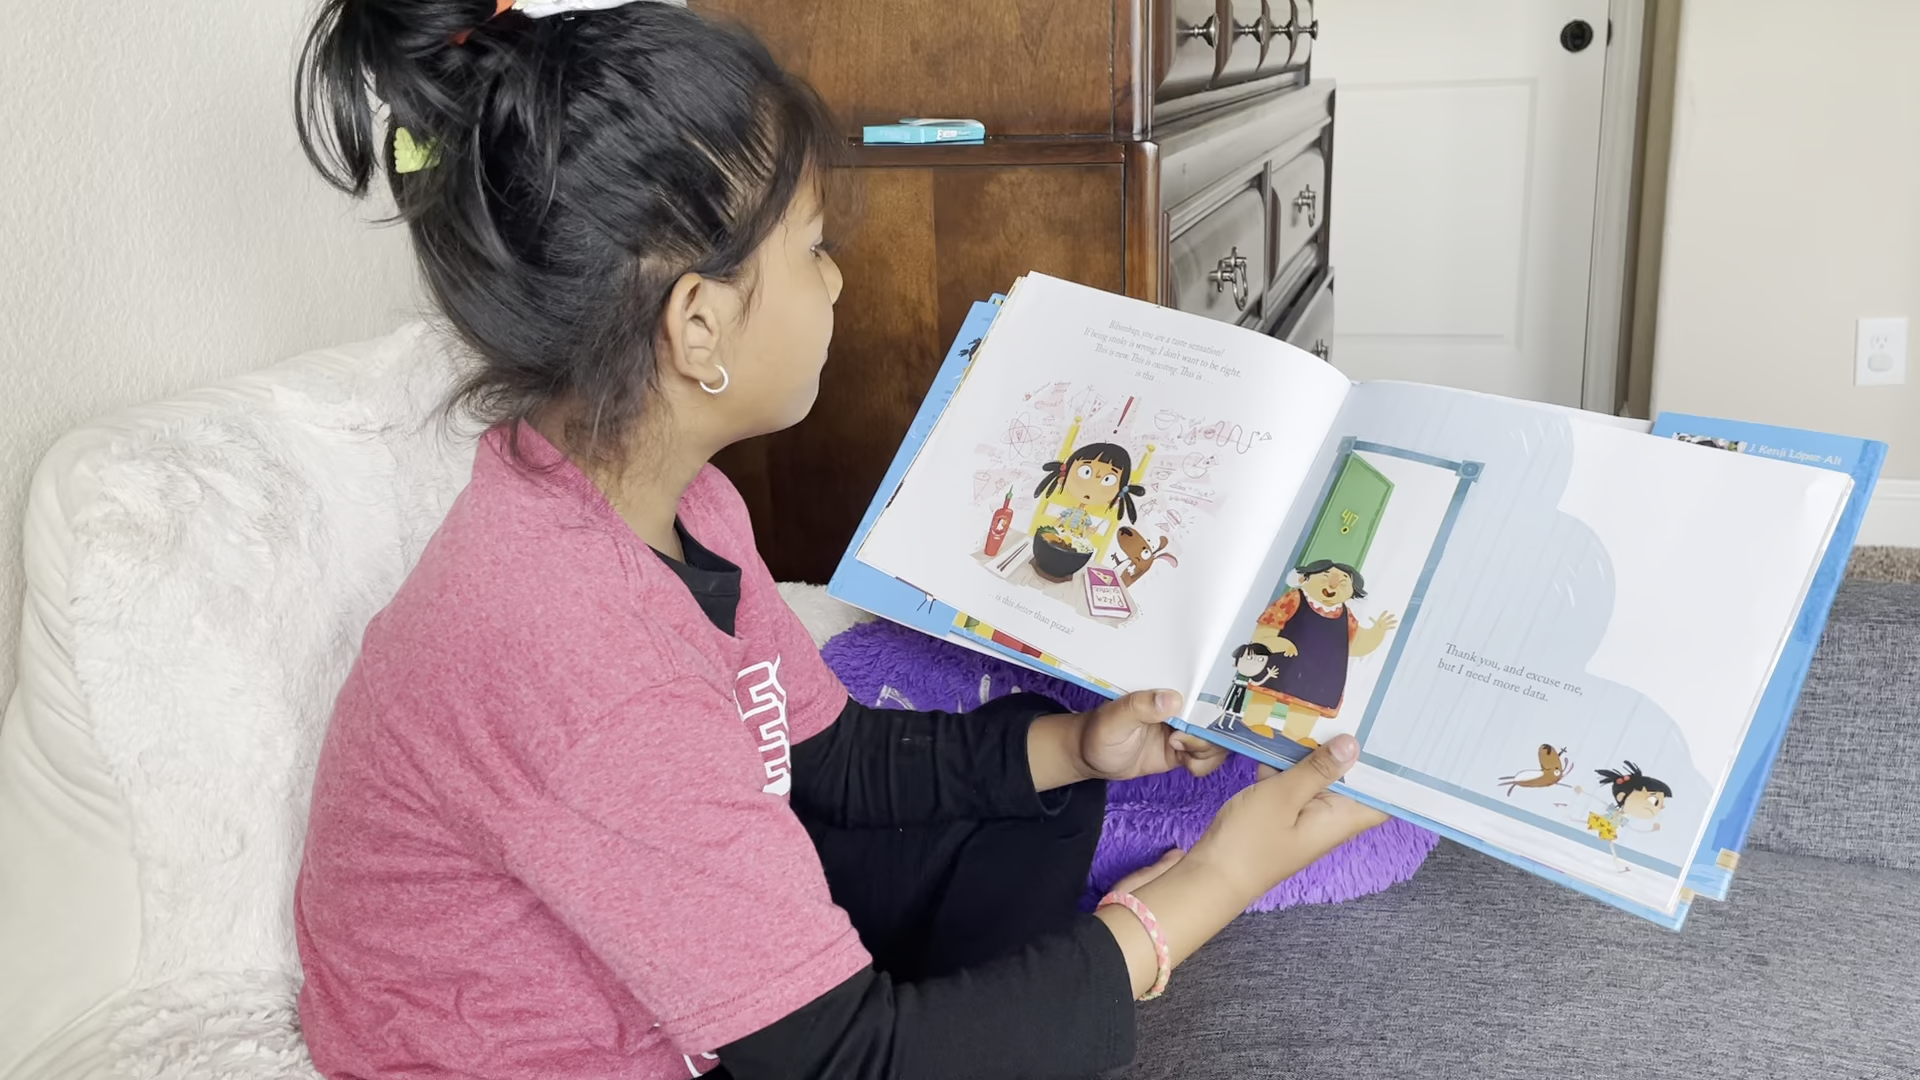 Bibimbap, you are a taste sensation!
If being stinky is wrong, I don't want to be right.
This is new. This is exciting. This is . . .
is this
is this better than pizza?
417
J. Kenji López-Alt
Thank you, and excuse me,
but I need more data.